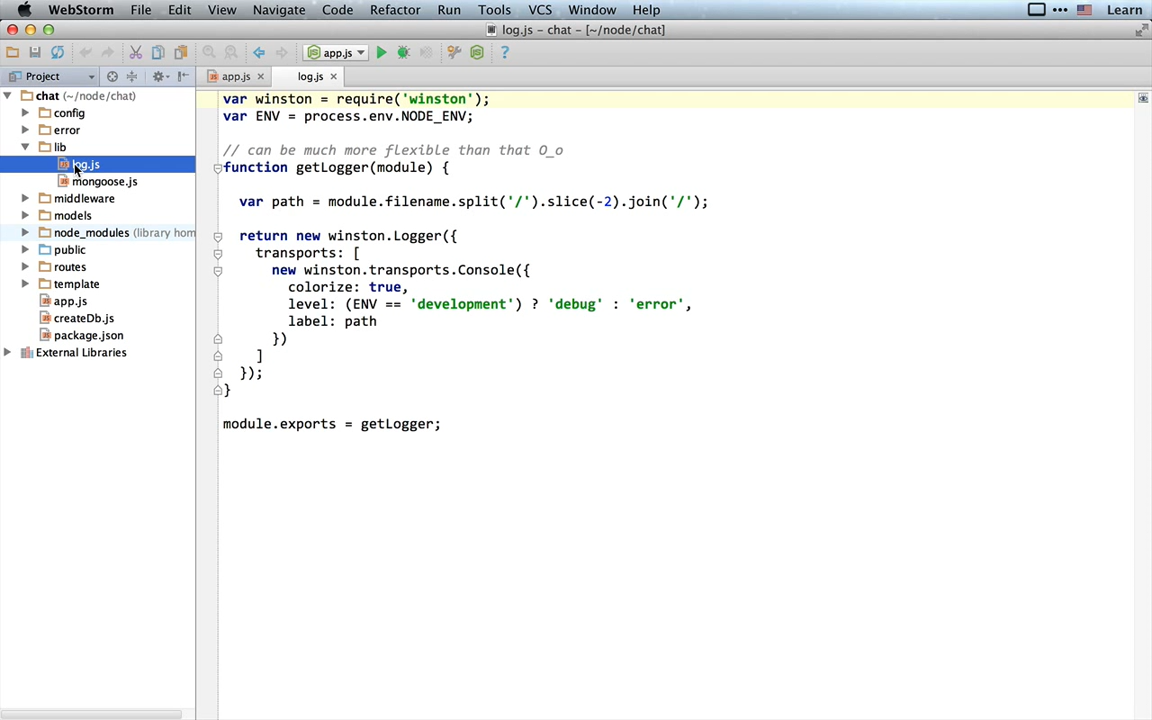 WebStorm File Edit View Navigate Code Refactor Run Tools VCS Window Help Learn
log.js – chat – [~/node/chat]
app.js
Project
app.js log.js
chat (~/node/chat)
config
error
lib
log.js
mongoose.js
middleware
models
node_modules (library hom
public
routes
template
app.js
createDb.js
package.json
External Libraries
var winston = require('winston');
var ENV = process.env.NODE_ENV;
// can be much more flexible than that O_o
function getLogger(module) {
var path = module.filename.split('/').slice(-2).join('/');
return new winston.Logger({
transports: [
new winston.transports.Console({
colorize: true,
level: (ENV == 'development') ? 'debug' : 'error',
label: path
})
]
});
}
module.exports = getLogger;